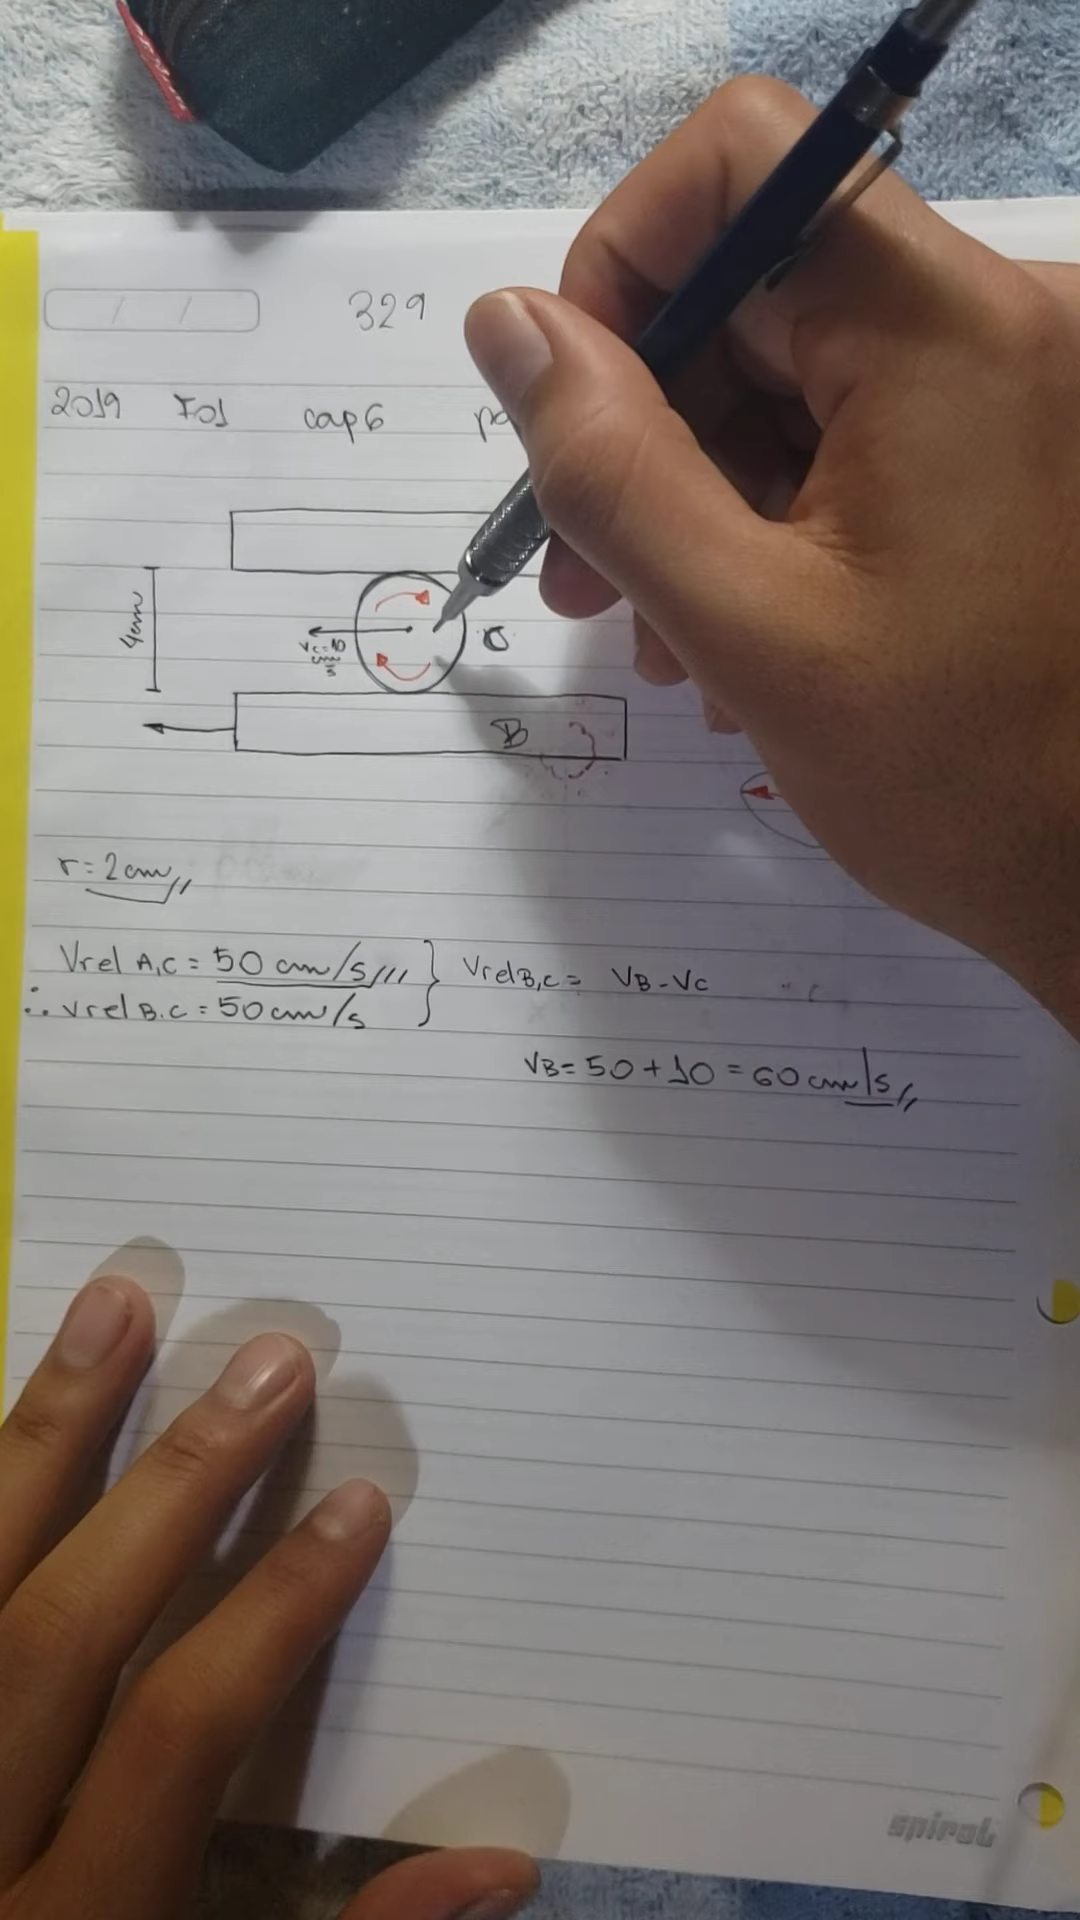 329
2019 Fo1 cap6
4cm
Vc=10 cm/s
C
B
r=2cm
Vrel A,C = 50 cm/s
∴ Vrel B,C = 50 cm/s
Vrel B,C = VB - VC
VB = 50 + 10 = 60 cm/s
spiral